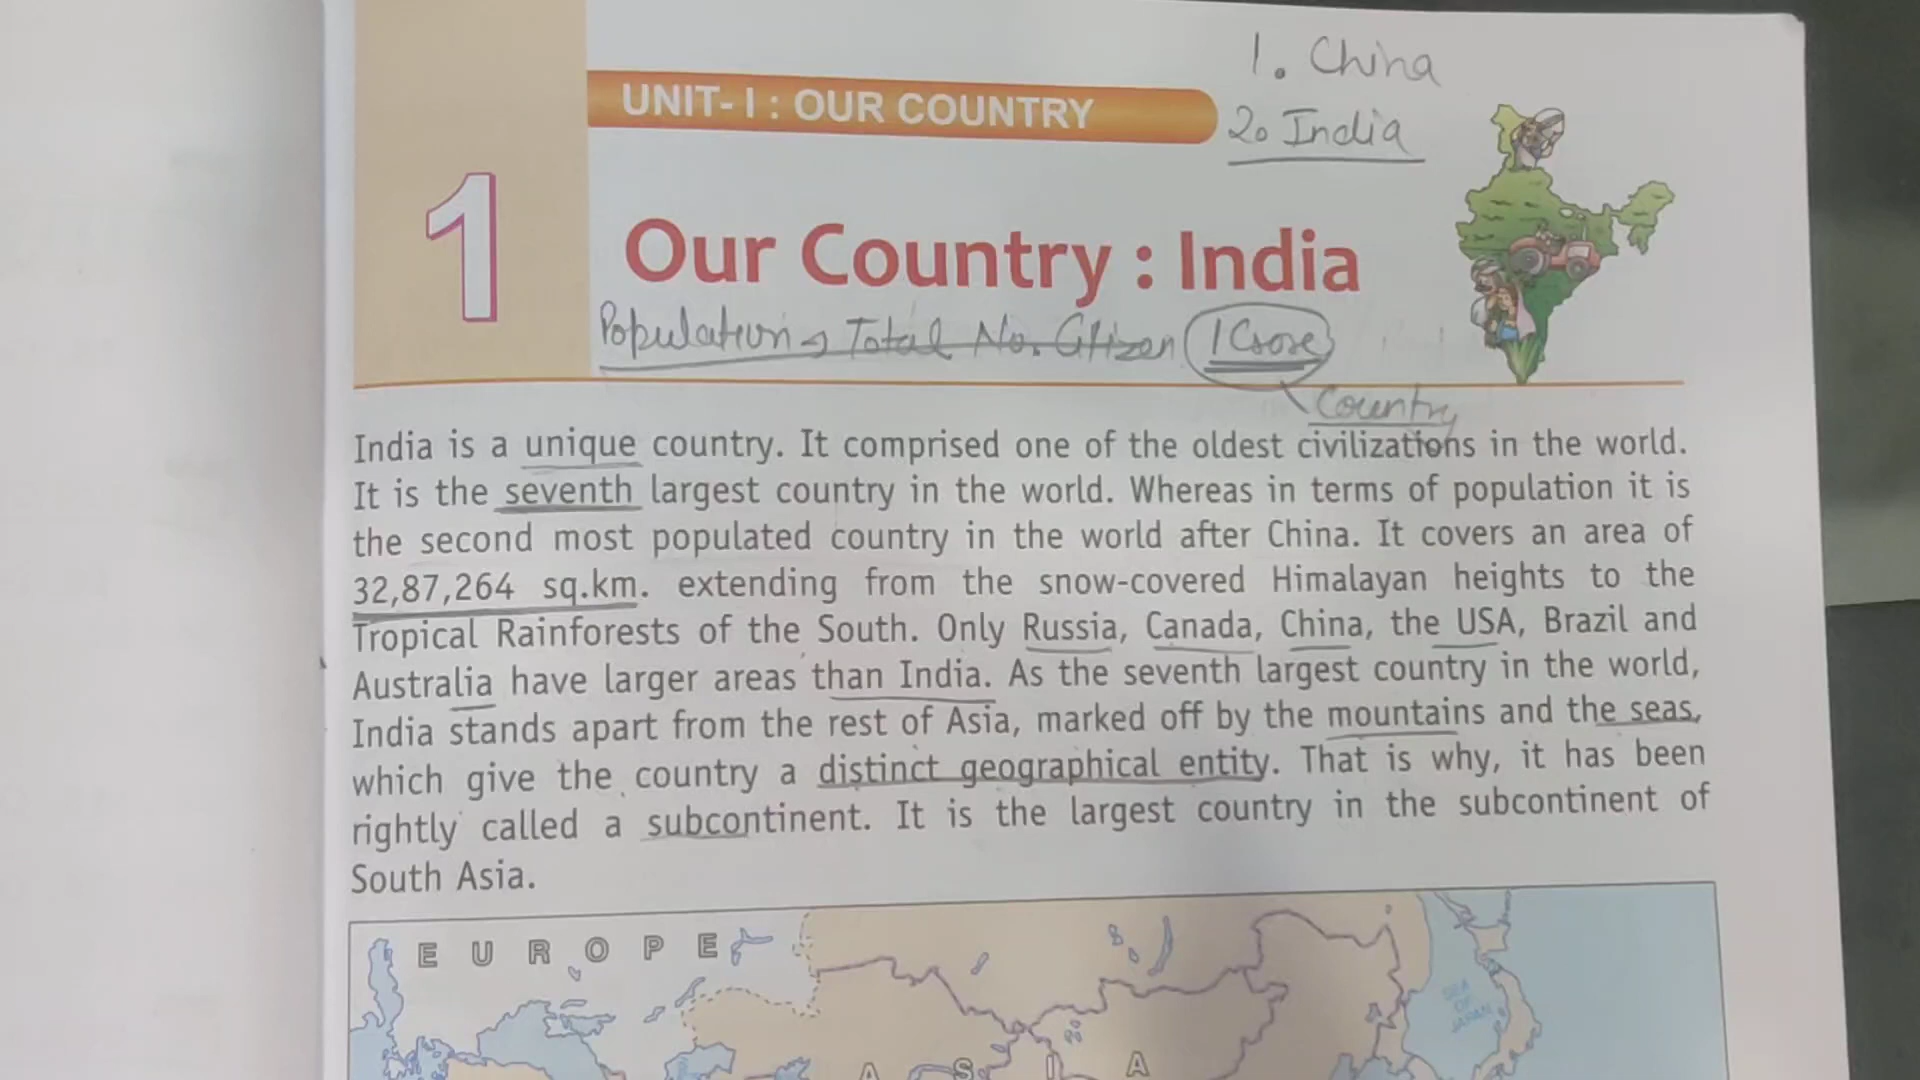 1. China
UNIT- I : OUR COUNTRY
2. India
1
Our Country : India
Population → Total No. Citizen 1 Crore
Country
India is a unique country. It comprised one of the oldest civilizations in the world.
It is the seventh largest country in the world. Whereas in terms of population it is
the second most populated country in the world after China. It covers an area of
32,87,264 sq.km. extending from the snow-covered Himalayan heights to the
Tropical Rainforests of the South. Only Russia, Canada, China, the USA, Brazil and
Australia have larger areas than India. As the seventh largest country in the world,
India stands apart from the rest of Asia, marked off by the mountains and the seas,
which give the country a distinct geographical entity. That is why, it has been
rightly called a subcontinent. It is the largest country in the subcontinent of
South Asia.
EUROPE
SEA
OF
JAPAN
ASIA